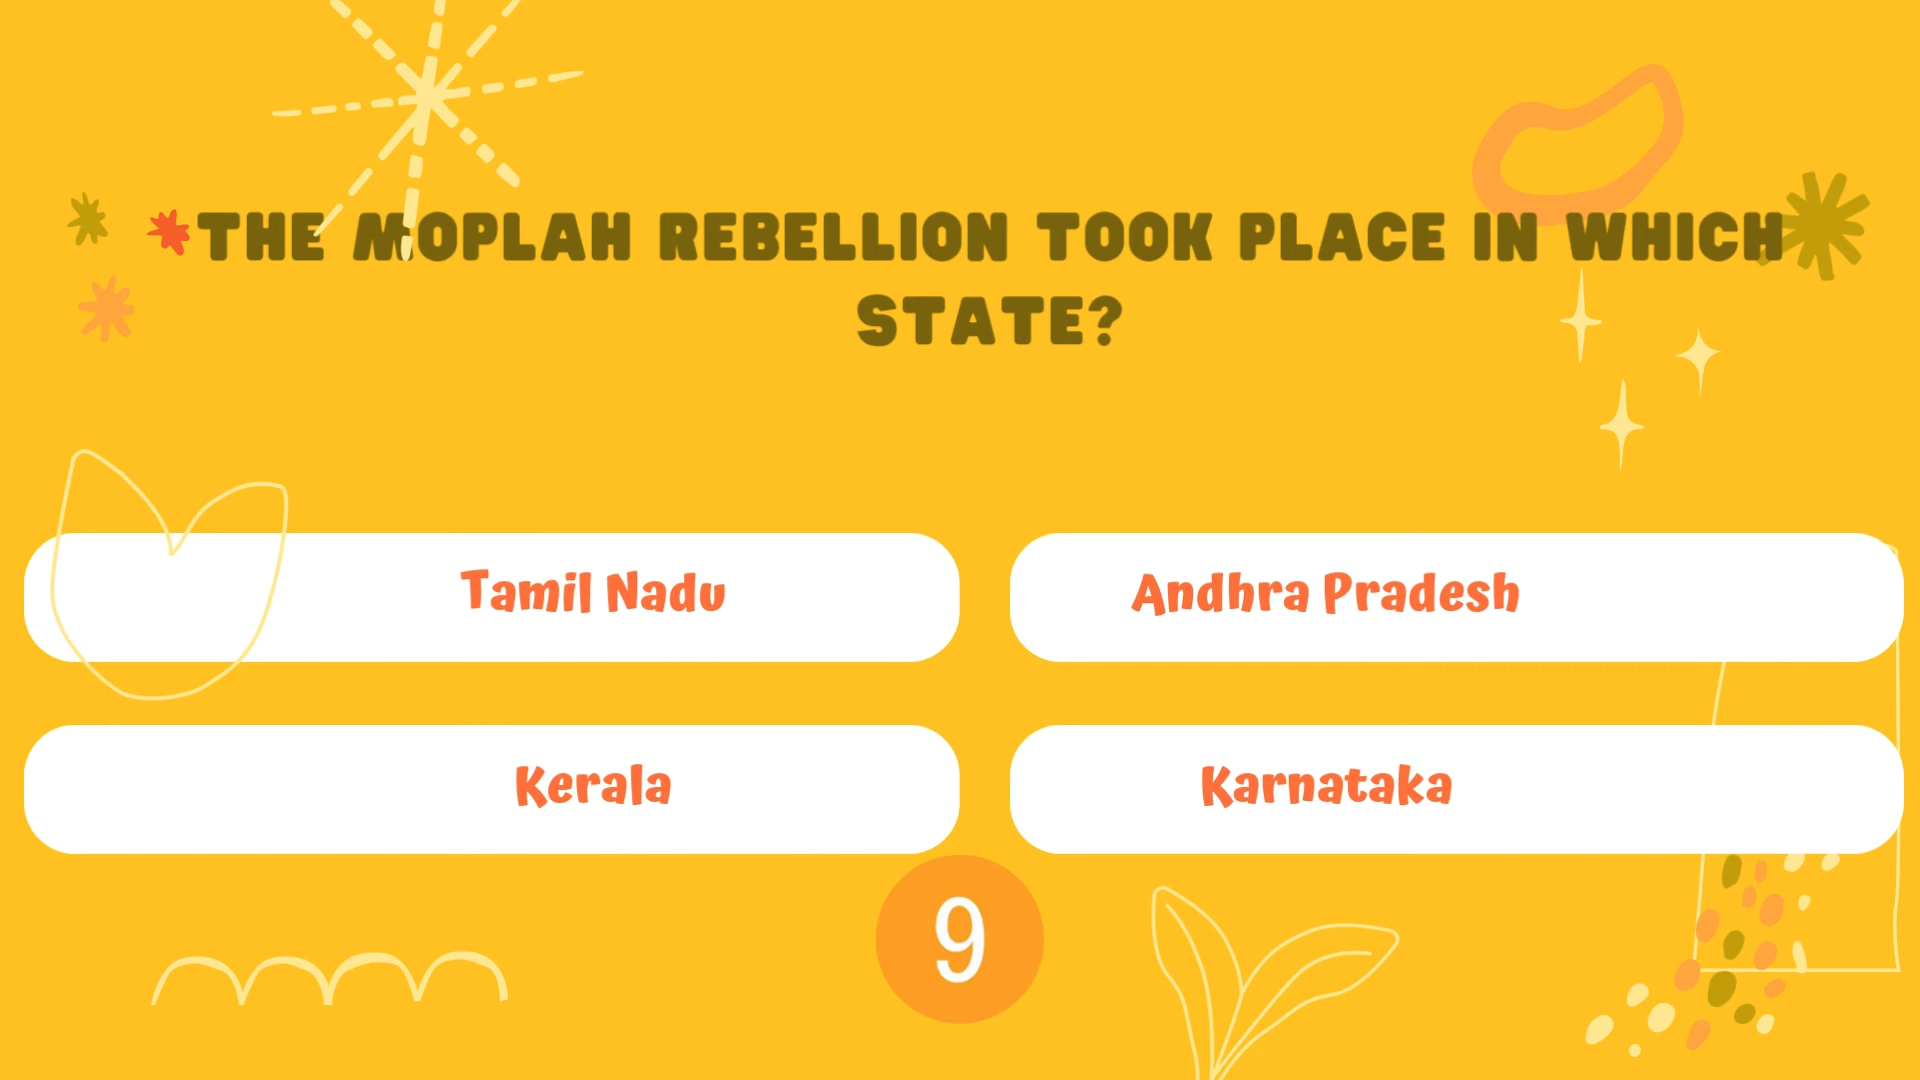 THE MOPLAH REBELLION TOOK PLACE IN WHICH
STATE?
Tamil Nadu
Andhra Pradesh
Kerala
Karnataka
9